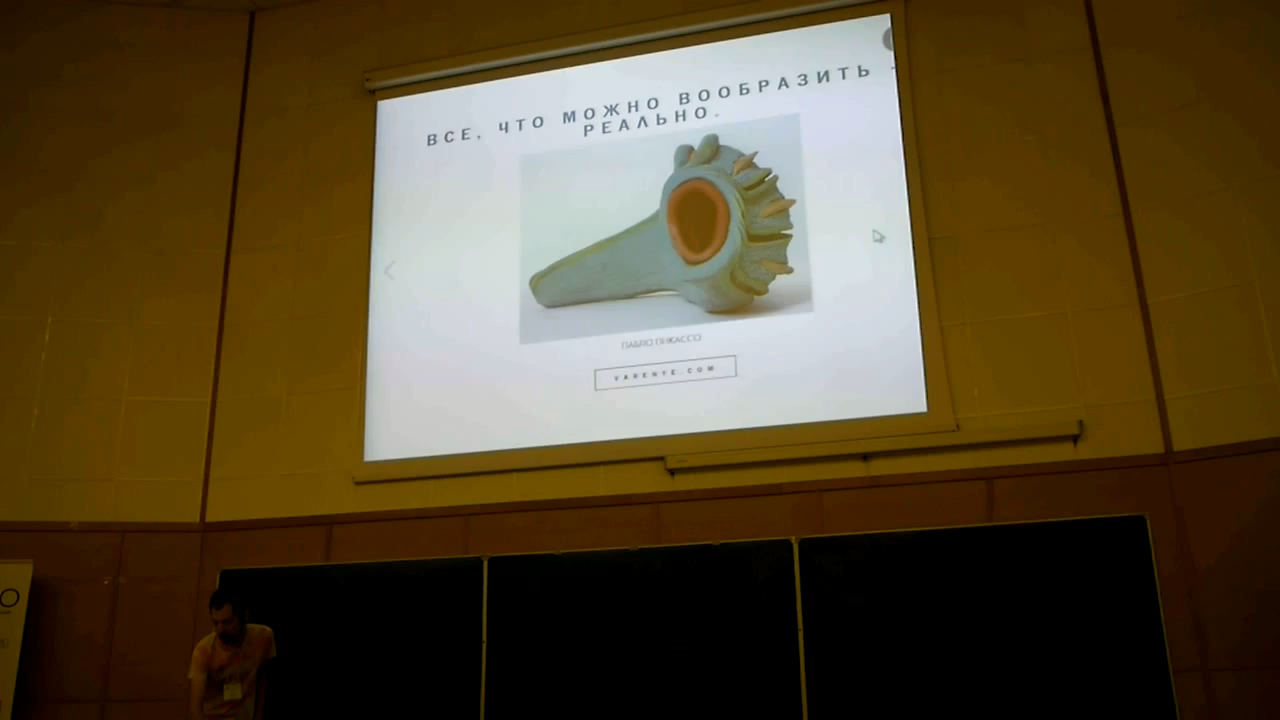 ВСЕ, ЧТО МОЖНО ВООБРАЗИТЬ -
РЕАЛЬНО.
ПАБЛО ПИКАССО
VARENYE.COM